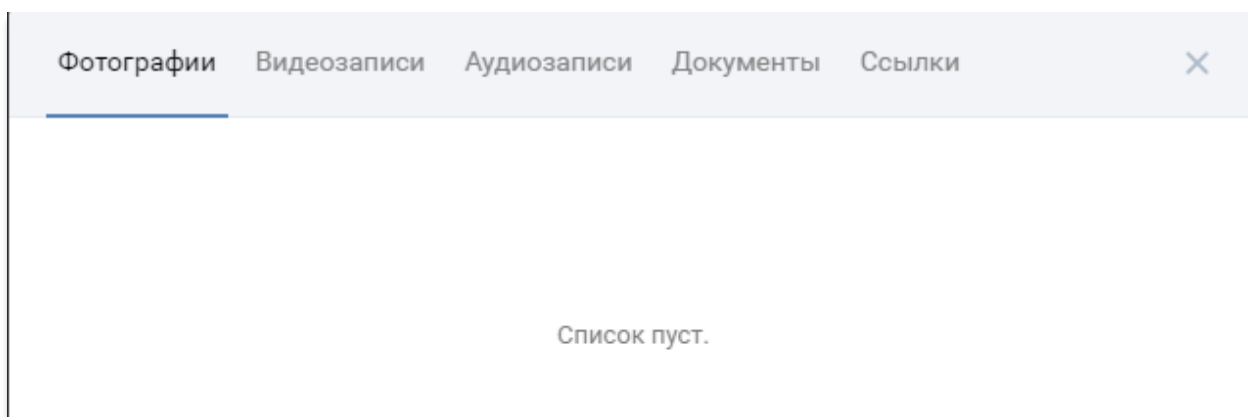 Фотографии Видеозаписи Аудиозаписи Документы Ссылки
Список пуст.